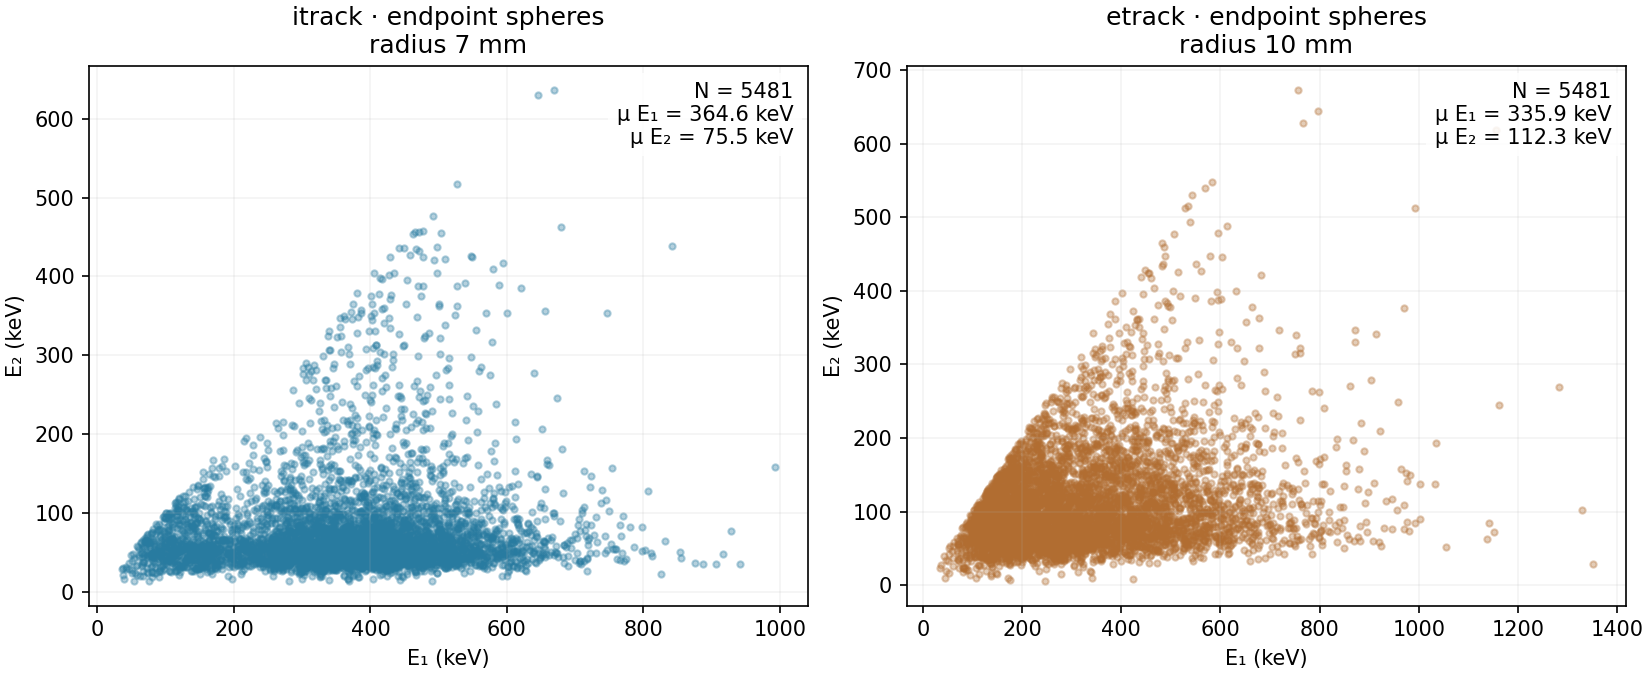 itrack · endpoint spheres
radius 7 mm
N = 5481
μ E₁ = 364.6 keV
μ E₂ = 75.5 keV
E₂ (keV)
600
500
400
300
200
100
0
0 200 400 600 800 1000
E₁ (keV)
etrack · endpoint spheres
radius 10 mm
N = 5481
μ E₁ = 335.9 keV
μ E₂ = 112.3 keV
E₂ (keV)
700
600
500
400
300
200
100
0
0 200 400 600 800 1000 1200 1400
E₁ (keV)